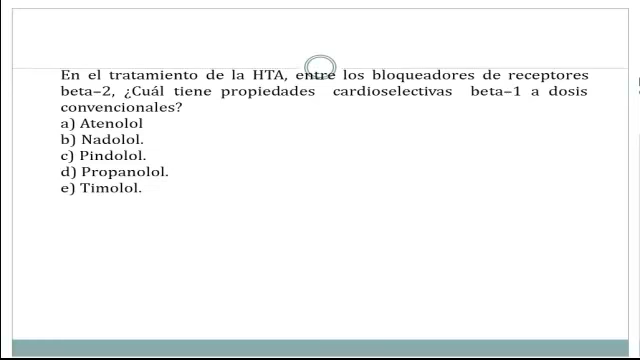 En el tratamiento de la HTA, entre los bloqueadores de receptores
beta–2, ¿Cuál tiene propiedades cardioselectivas beta–1 a dosis
convencionales?
a) Atenolol
b) Nadolol.
c) Pindolol.
d) Propanolol.
e) Timolol.